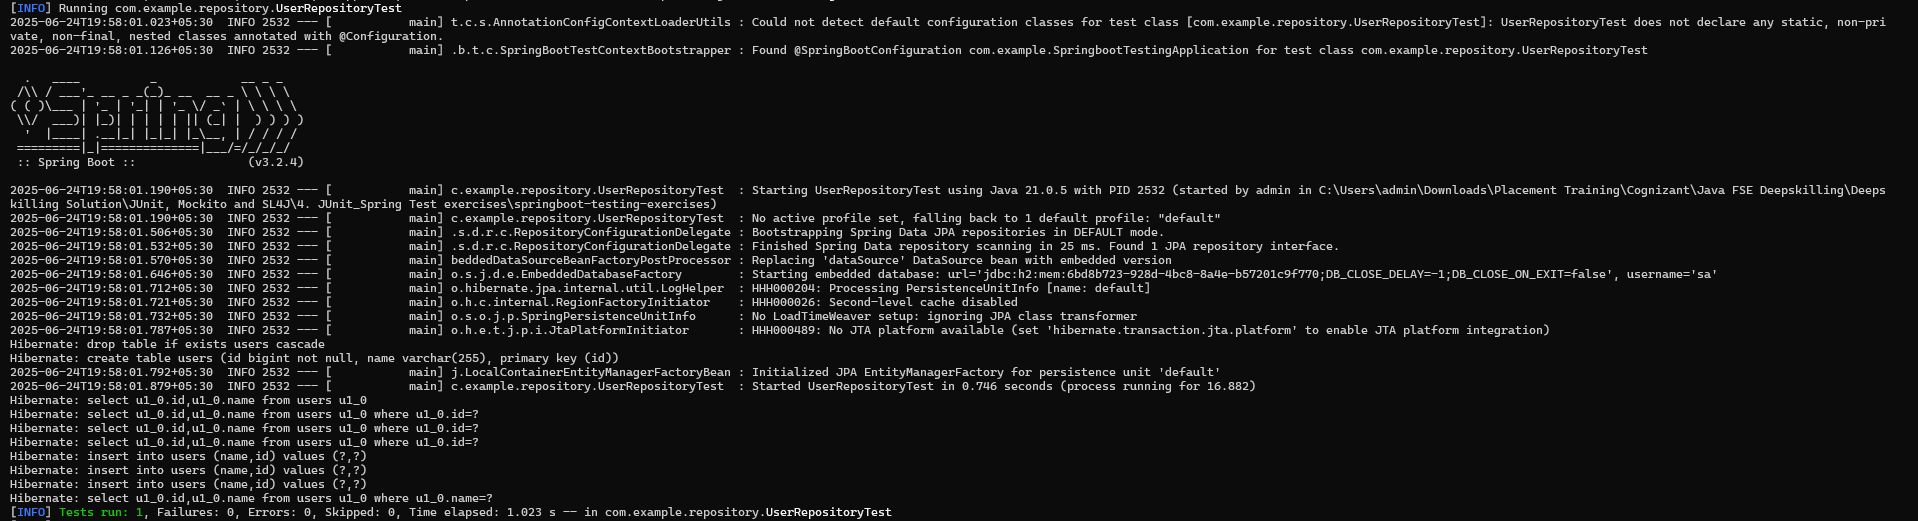 [INFO] Running com.example.repository.UserRepositoryTest
2025-06-24T19:58:01.023+05:30  INFO 2532 --- [           main] t.c.s.AnnotationConfigContextLoaderUtils : Could not detect default configuration classes for test class [com.example.repository.UserRepositoryTest]: UserRepositoryTest does not declare any static, non-pri
vate, non-final, nested classes annotated with @Configuration.
2025-06-24T19:58:01.126+05:30  INFO 2532 --- [           main] .b.t.c.SpringBootTestContextBootstrapper : Found @SpringBootConfiguration com.example.SpringbootTestingApplication for test class com.example.repository.UserRepositoryTest

  .   ____          _            __ _ _
 /\\ / ___'_ __ _ _(_)_ __  __ _ \ \ \ \
( ( )\___ | '_ | '_| | '_ \/ _` | \ \ \ \
 \\/  ___)| |_)| | | | | || (_| |  ) ) ) )
  '  |____| .__|_| |_|_| |_\__, | / / / /
 =========|_|==============|___/=/_/_/_/
 :: Spring Boot ::                (v3.2.4)

2025-06-24T19:58:01.190+05:30  INFO 2532 --- [           main] c.example.repository.UserRepositoryTest  : Starting UserRepositoryTest using Java 21.0.5 with PID 2532 (started by admin in C:\Users\admin\Downloads\Placement Training\Cognizant\Java FSE Deepskilling\Deeps
killing Solution\JUnit, Mockito and SL4J\4. JUnit_Spring Test exercises\springboot-testing-exercises)
2025-06-24T19:58:01.190+05:30  INFO 2532 --- [           main] c.example.repository.UserRepositoryTest  : No active profile set, falling back to 1 default profile: "default"
2025-06-24T19:58:01.506+05:30  INFO 2532 --- [           main] .s.d.r.c.RepositoryConfigurationDelegate : Bootstrapping Spring Data JPA repositories in DEFAULT mode.
2025-06-24T19:58:01.532+05:30  INFO 2532 --- [           main] .s.d.r.c.RepositoryConfigurationDelegate : Finished Spring Data repository scanning in 25 ms. Found 1 JPA repository interface.
2025-06-24T19:58:01.570+05:30  INFO 2532 --- [           main] beddedDataSourceBeanFactoryPostProcessor : Replacing 'dataSource' DataSource bean with embedded version
2025-06-24T19:58:01.646+05:30  INFO 2532 --- [           main] o.s.j.d.e.EmbeddedDatabaseFactory        : Starting embedded database: url='jdbc:h2:mem:6bd8b723-928d-4bc8-8a4e-b57201c9f770;DB_CLOSE_DELAY=-1;DB_CLOSE_ON_EXIT=false', username='sa'
2025-06-24T19:58:01.712+05:30  INFO 2532 --- [           main] o.hibernate.jpa.internal.util.LogHelper  : HHH000204: Processing PersistenceUnitInfo [name: default]
2025-06-24T19:58:01.721+05:30  INFO 2532 --- [           main] o.h.c.internal.RegionFactoryInitiator    : HHH000026: Second-level cache disabled
2025-06-24T19:58:01.732+05:30  INFO 2532 --- [           main] o.s.o.j.p.SpringPersistenceUnitInfo      : No LoadTimeWeaver setup: ignoring JPA class transformer
2025-06-24T19:58:01.787+05:30  INFO 2532 --- [           main] o.h.e.t.j.p.i.JtaPlatformInitiator       : HHH000489: No JTA platform available (set 'hibernate.transaction.jta.platform' to enable JTA platform integration)
Hibernate: drop table if exists users cascade
Hibernate: create table users (id bigint not null, name varchar(255), primary key (id))
2025-06-24T19:58:01.792+05:30  INFO 2532 --- [           main] j.LocalContainerEntityManagerFactoryBean : Initialized JPA EntityManagerFactory for persistence unit 'default'
2025-06-24T19:58:01.879+05:30  INFO 2532 --- [           main] c.example.repository.UserRepositoryTest  : Started UserRepositoryTest in 0.746 seconds (process running for 16.882)
Hibernate: select u1_0.id,u1_0.name from users u1_0
Hibernate: select u1_0.id,u1_0.name from users u1_0 where u1_0.id=?
Hibernate: select u1_0.id,u1_0.name from users u1_0 where u1_0.id=?
Hibernate: select u1_0.id,u1_0.name from users u1_0 where u1_0.id=?
Hibernate: insert into users (name,id) values (?,?)
Hibernate: insert into users (name,id) values (?,?)
Hibernate: insert into users (name,id) values (?,?)
Hibernate: select u1_0.id,u1_0.name from users u1_0 where u1_0.name=?
[INFO] Tests run: 1, Failures: 0, Errors: 0, Skipped: 0, Time elapsed: 1.023 s -- in com.example.repository.UserRepositoryTest